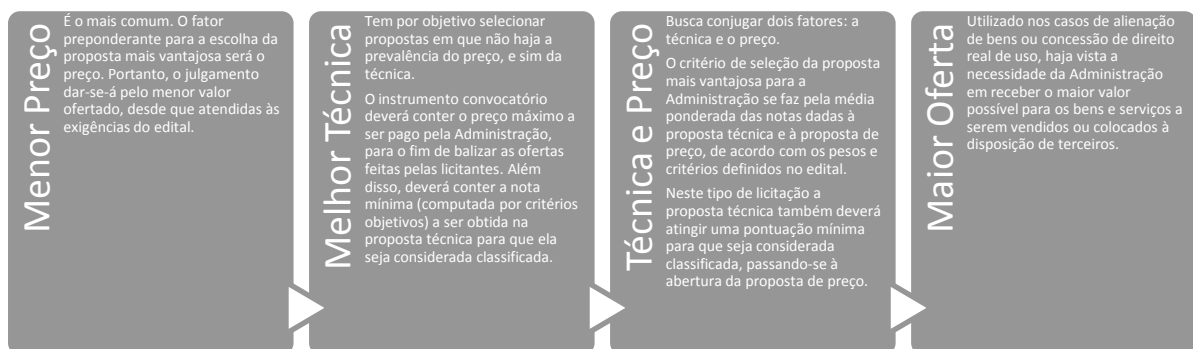 Menor Preço
É o mais comum. O fator
preponderante para a escolha da
proposta mais vantajosa será o
preço. Portanto, o julgamento
dar-se-á pelo menor valor
ofertado, desde que atendidas às
exigências do edital.
Melhor Técnica
Tem por objetivo selecionar
propostas em que não haja a
prevalência do preço, e sim da
técnica.
O instrumento convocatório
deverá conter o preço máximo a
ser pago pela Administração,
para o fim de balizar as ofertas
feitas pelas licitantes. Além
disso, deverá conter a nota
mínima (computada por critérios
objetivos) a ser obtida na
proposta técnica para que ela
seja considerada classificada.
Técnica e Preço
Busca conjugar dois fatores: a
técnica e o preço.
O critério de seleção da proposta
mais vantajosa para a
Administração se faz pela média
ponderada das notas dadas à
proposta técnica e à proposta de
preço, de acordo com os pesos e
critérios definidos no edital.
Neste tipo de licitação a
proposta técnica também deverá
atingir uma pontuação mínima
para que seja considerada
classificada, passando-se à
abertura da proposta de preço.
Maior Oferta
Utilizado nos casos de alienação
de bens ou concessão de direito
real de uso, haja vista a
necessidade da Administração
em receber o maior valor
possível para os bens e serviços a
serem vendidos ou colocados à
disposição de terceiros.